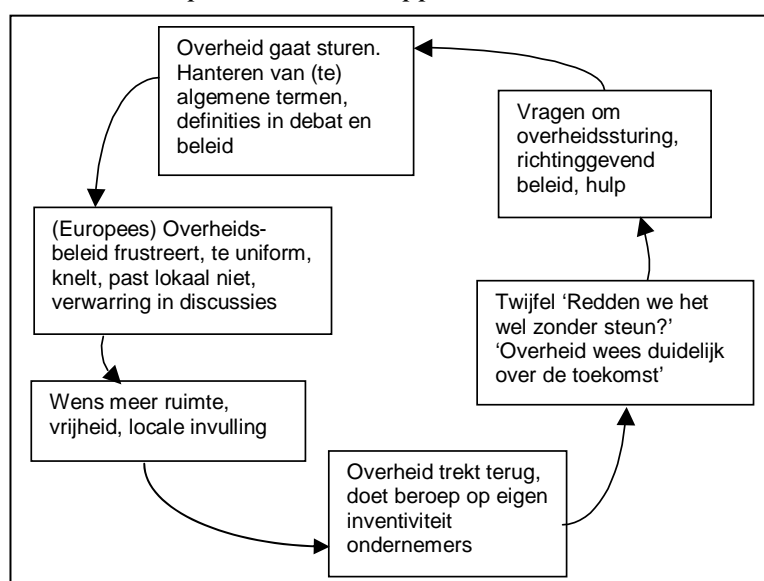 Overheid gaat sturen.
Hanteren van (te)
algemene termen,
definities in debat en
beleid
Vragen om
overheidssturing,
richtinggevend
beleid, hulp
(Europees) Overheids-
beleid frustreert, te uniform,
knelt, past lokaal niet,
verwarring in discussies
Twijfel ‘Redden we het
wel zonder steun?’
‘Overheid wees duidelijk
over de toekomst’
Wens meer ruimte,
vrijheid, locale invulling
Overheid trekt terug,
doet beroep op eigen
inventiviteit
ondernemers